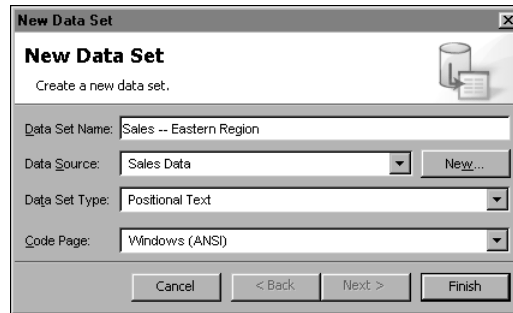 New Data Set
New Data Set
Create a new data set.
Data Set Name: Sales -- Eastern Region
Data Source: Sales Data New...
Data Set Type: Positional Text
Code Page: Windows (ANSI)
Cancel < Back Next > Finish